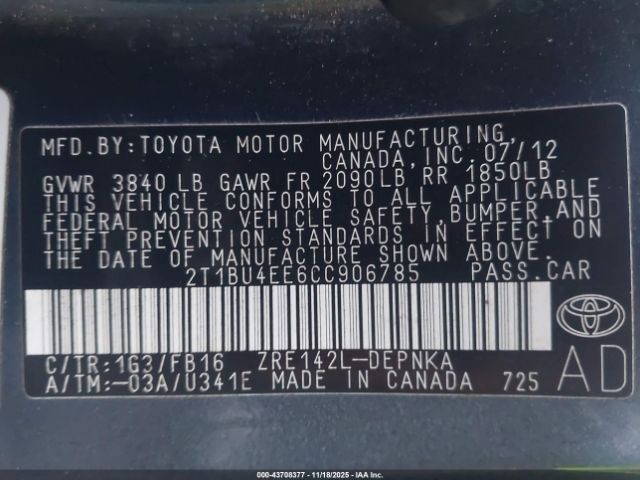 MFD.BY:TOYOTA MOTOR MANUFACTURING,
CANADA, INC. 07/12
GVWR 3840 LB GAWR FR 2090LB, RR 1850LB
THIS VEHICLE CONFORMS TO ALL APPLICABLE
FEDERAL MOTOR VEHICLE SAFETY, BUMPER, AND
THEFT PREVENTION STANDARDS IN EFFECT ON
THE DATE OF MANUFACTURE SHOWN ABOVE.
2T1BU4EE6CC906785 PASS.CAR
C/TR:1G3/FB16 ZRE142L-DEPNKA
A/TM:-03A/U341E MADE IN CANADA 725
AD
000-43708377 - 11/18/2025 - IAA Inc.